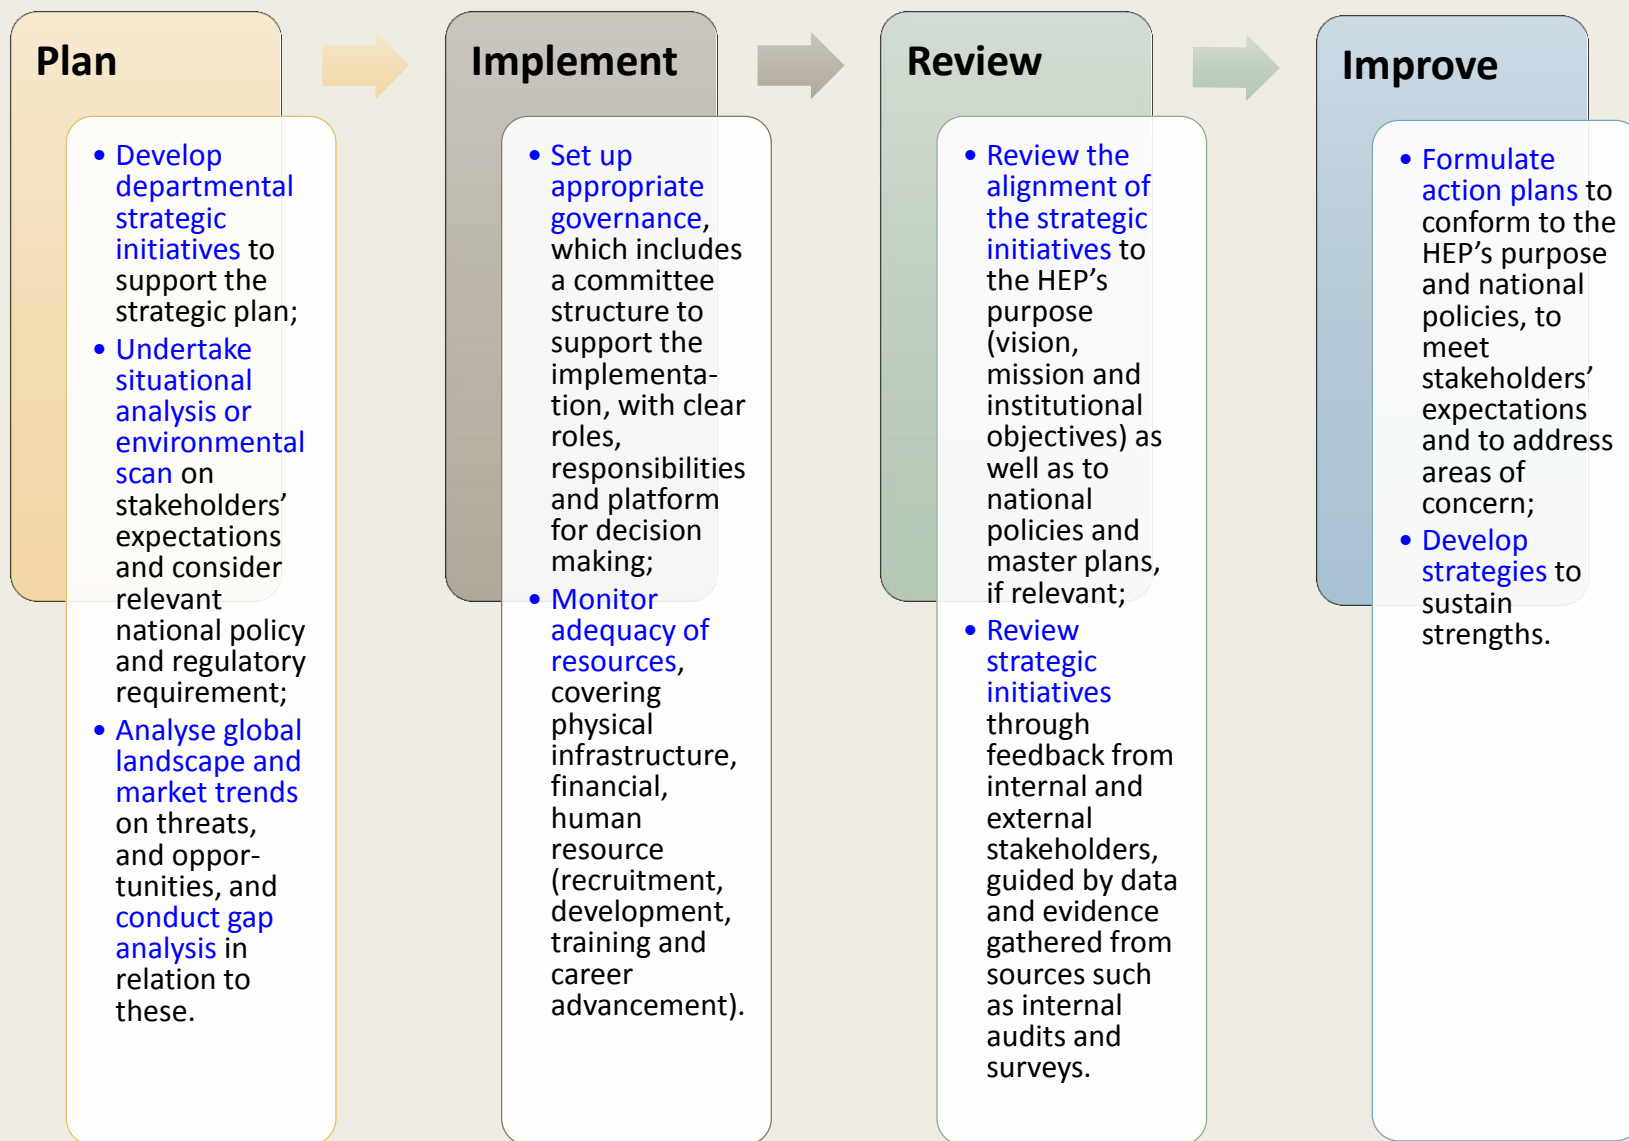 Plan
• Develop
departmental
strategic
initiatives to
support the
strategic plan;
• Undertake
situational
analysis or
environmental
scan on
stakeholders’
expectations
and consider
relevant
national policy
and regulatory
requirement;
• Analyse global
landscape and
market trends
on threats,
and oppor-
tunities, and
conduct gap
analysis in
relation to
these.
Implement
• Set up
appropriate
governance,
which includes
a committee
structure to
support the
implementa-
tion, with clear
roles,
responsibilities
and platform
for decision
making;
• Monitor
adequacy of
resources,
covering
physical
infrastructure,
financial,
human
resource
(recruitment,
development,
training and
career
advancement).
Review
• Review the
alignment of
the strategic
initiatives to
the HEP’s
purpose
(vision,
mission and
institutional
objectives) as
well as to
national
policies and
master plans,
if relevant;
• Review
strategic
initiatives
through
feedback from
internal and
external
stakeholders,
guided by data
and evidence
gathered from
sources such
as internal
audits and
surveys.
Improve
• Formulate
action plans to
conform to the
HEP’s purpose
and national
policies, to
meet
stakeholders’
expectations
and to address
areas of
concern;
• Develop
strategies to
sustain
strengths.